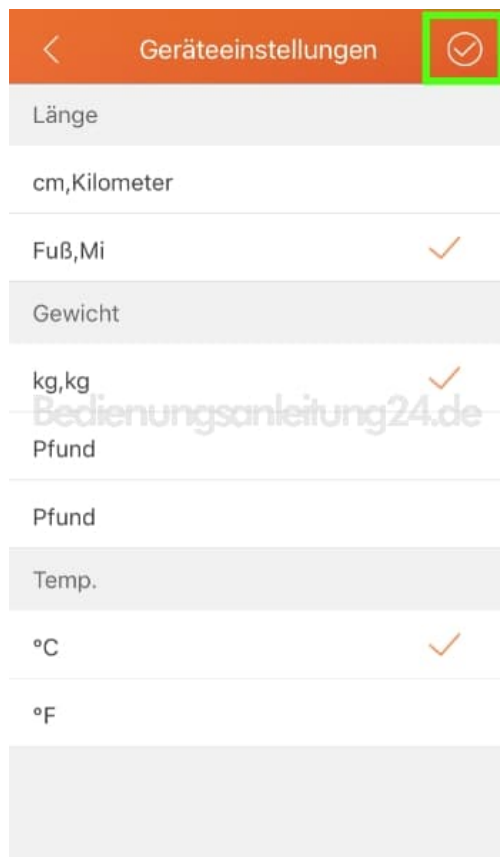 Geräteeinstellungen
Länge
cm,Kilometer
Fuß,Mi
Gewicht
kg,kg
Bedienungsanleitung24.de
Pfund
Pfund
Temp.
°C
°F